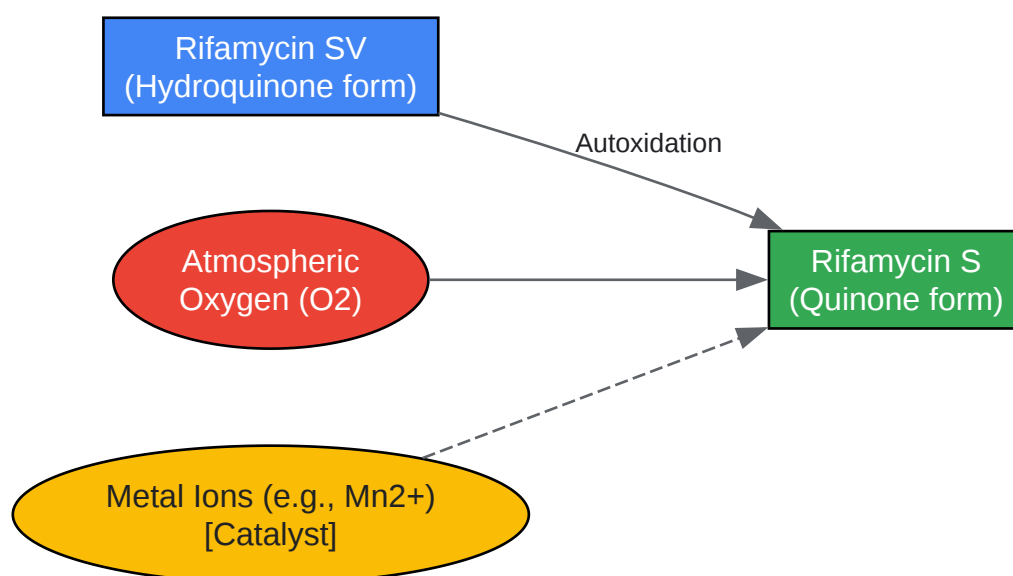 Rifamycin SV
(Hydroquinone form)
Autoxidation
Atmospheric
Oxygen (O2)
Rifamycin S
(Quinone form)
Metal Ions (e.g., Mn2+)
[Catalyst]